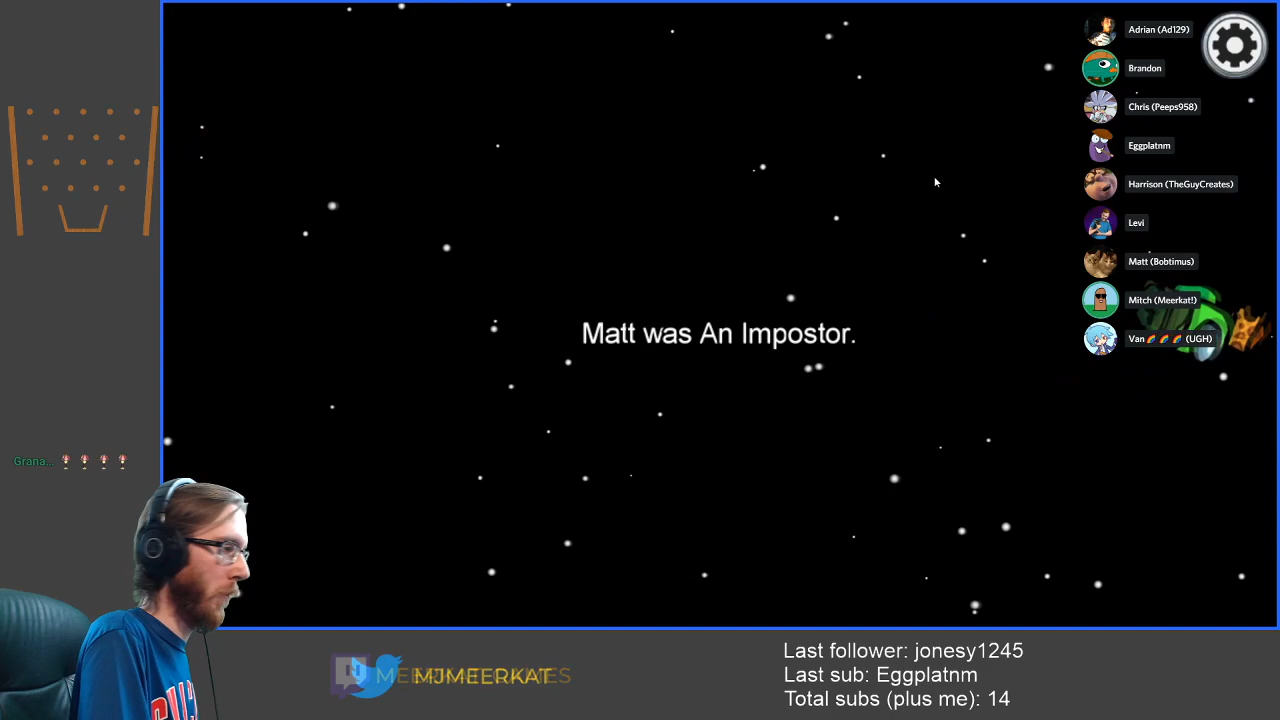 Adrian (Ad129)
Brandon
Chris (Peeps958)
Eggplatnm
Harrison (TheGuyCreates)
Levi
Matt (Bobtimus)
Mitch (Meerkat!)
Van🌈🌈🌈 (UGH)
Matt was An Impostor.
Grana...
MJMEERKAT
Last follower: jonesy1245
Last sub: Eggplatnm
Total subs (plus me): 14